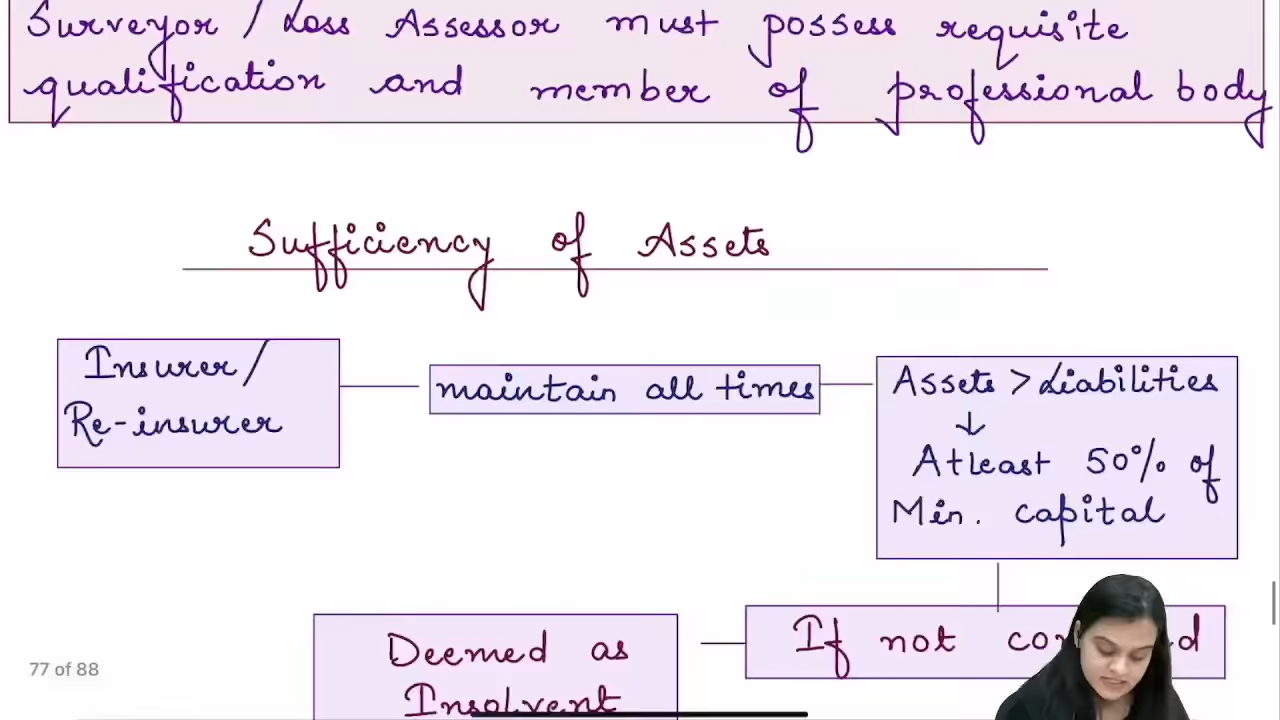 Surveyor / Loss Assessor must possess requisite
qualification and member of professional body
Sufficiency of Assets
Insurer/
Re-insurer
maintain all times
Assets > Liabilities
↓
Atleast 50% of
Min. capital
If not
Deemed as
Insolvent
77 of 88